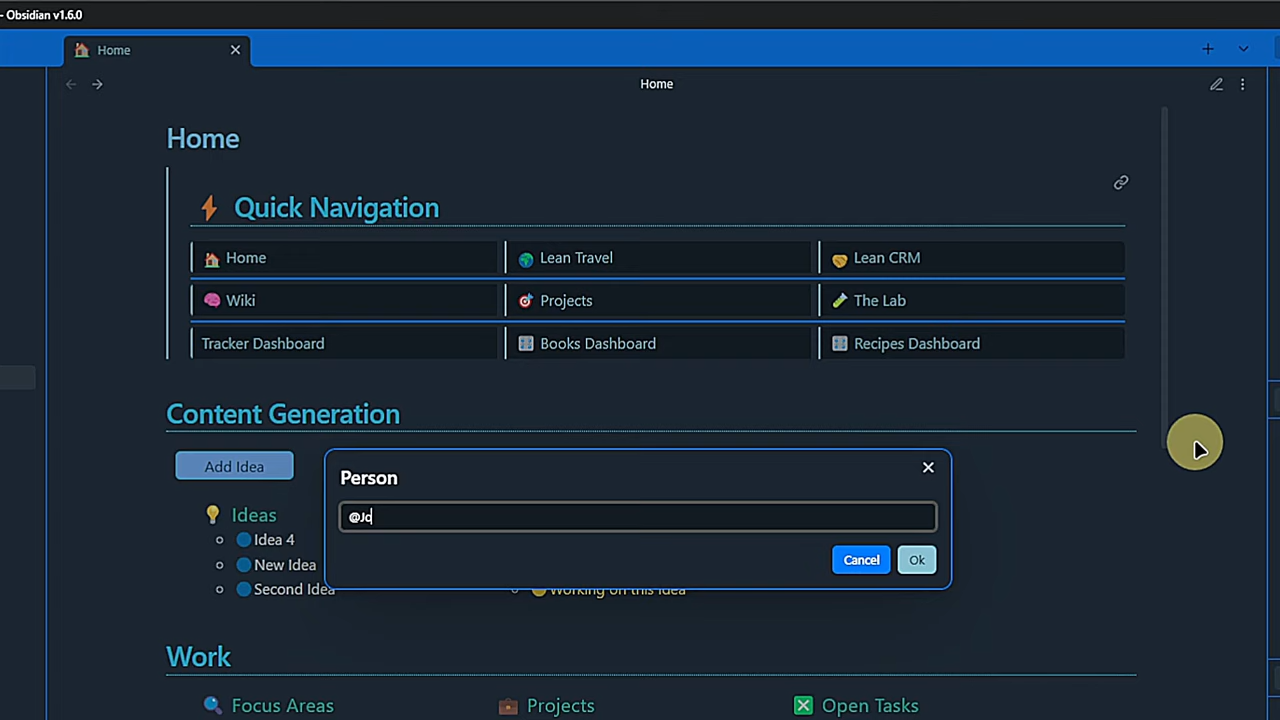 - Obsidian v1.6.0
Home
Home
Home
Quick Navigation
Home
Lean Travel
Lean CRM
Wiki
Projects
The Lab
Tracker Dashboard
Books Dashboard
Recipes Dashboard
Content Generation
Add Idea
Person
@Jo
Cancel
Ok
Ideas
Idea 4
New Idea
Second Idea
Working on this idea
Work
Focus Areas
Projects
Open Tasks